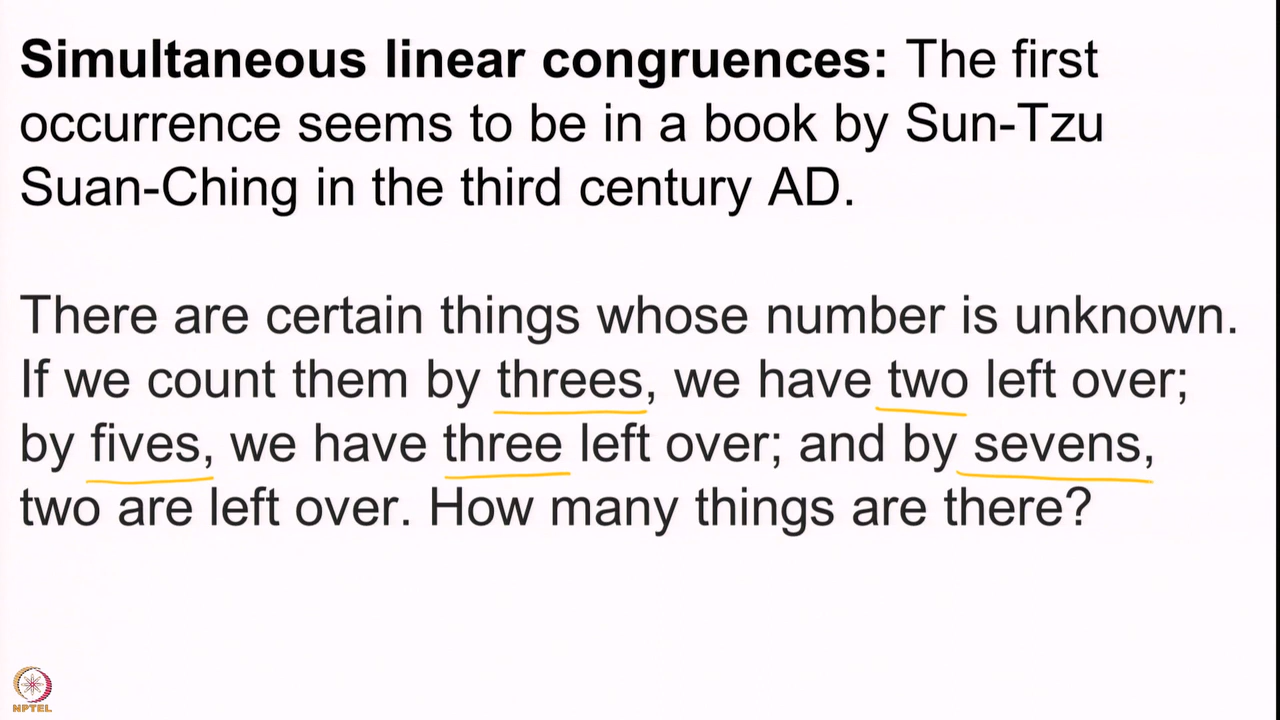 Simultaneous linear congruences: The first
occurrence seems to be in a book by Sun-Tzu
Suan-Ching in the third century AD.
There are certain things whose number is unknown.
If we count them by threes, we have two left over;
by fives, we have three left over; and by sevens,
two are left over. How many things are there?
NPTEL